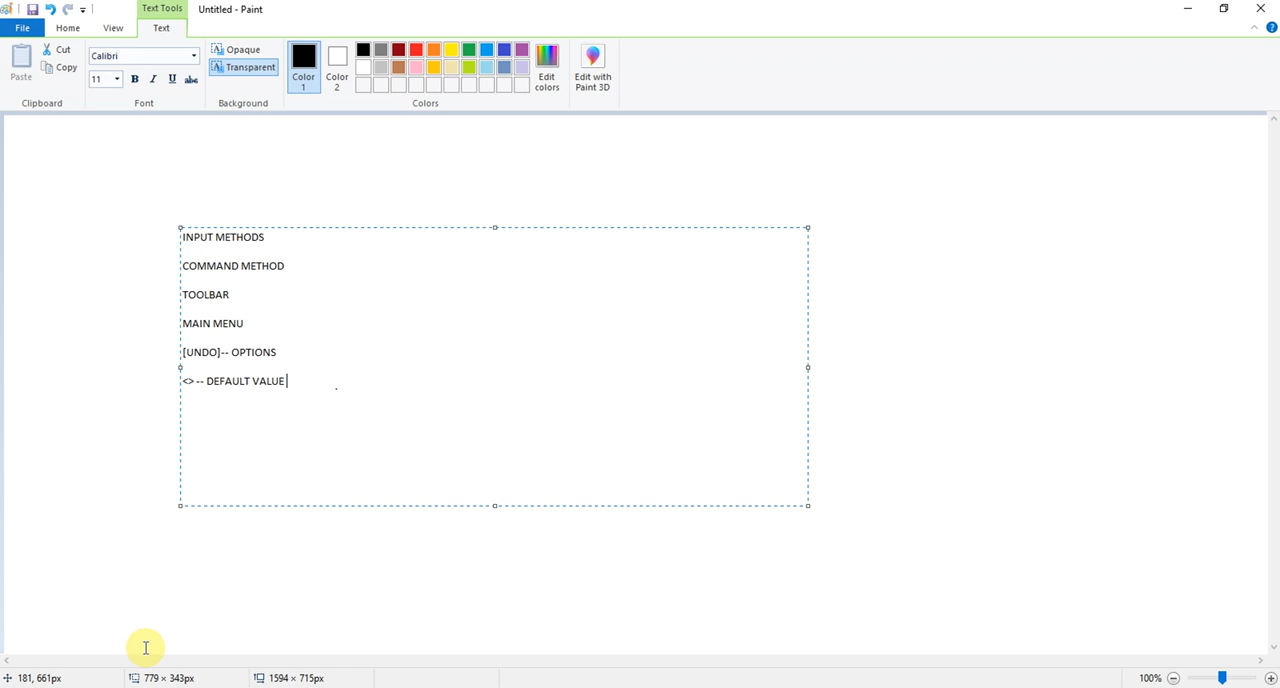 Text Tools
Untitled - Paint
File
Home
View
Text
Paste
Cut
Copy
Clipboard
Calibri
11
B I U abc
Font
Opaque
Transparent
Background
Color 1
Color 2
Edit colors
Colors
Edit with Paint 3D
INPUT METHODS
COMMAND METHOD
TOOLBAR
MAIN MENU
[UNDO]-- OPTIONS
<> -- DEFAULT VALUE
181, 661px
779 × 343px
1594 × 715px
100%